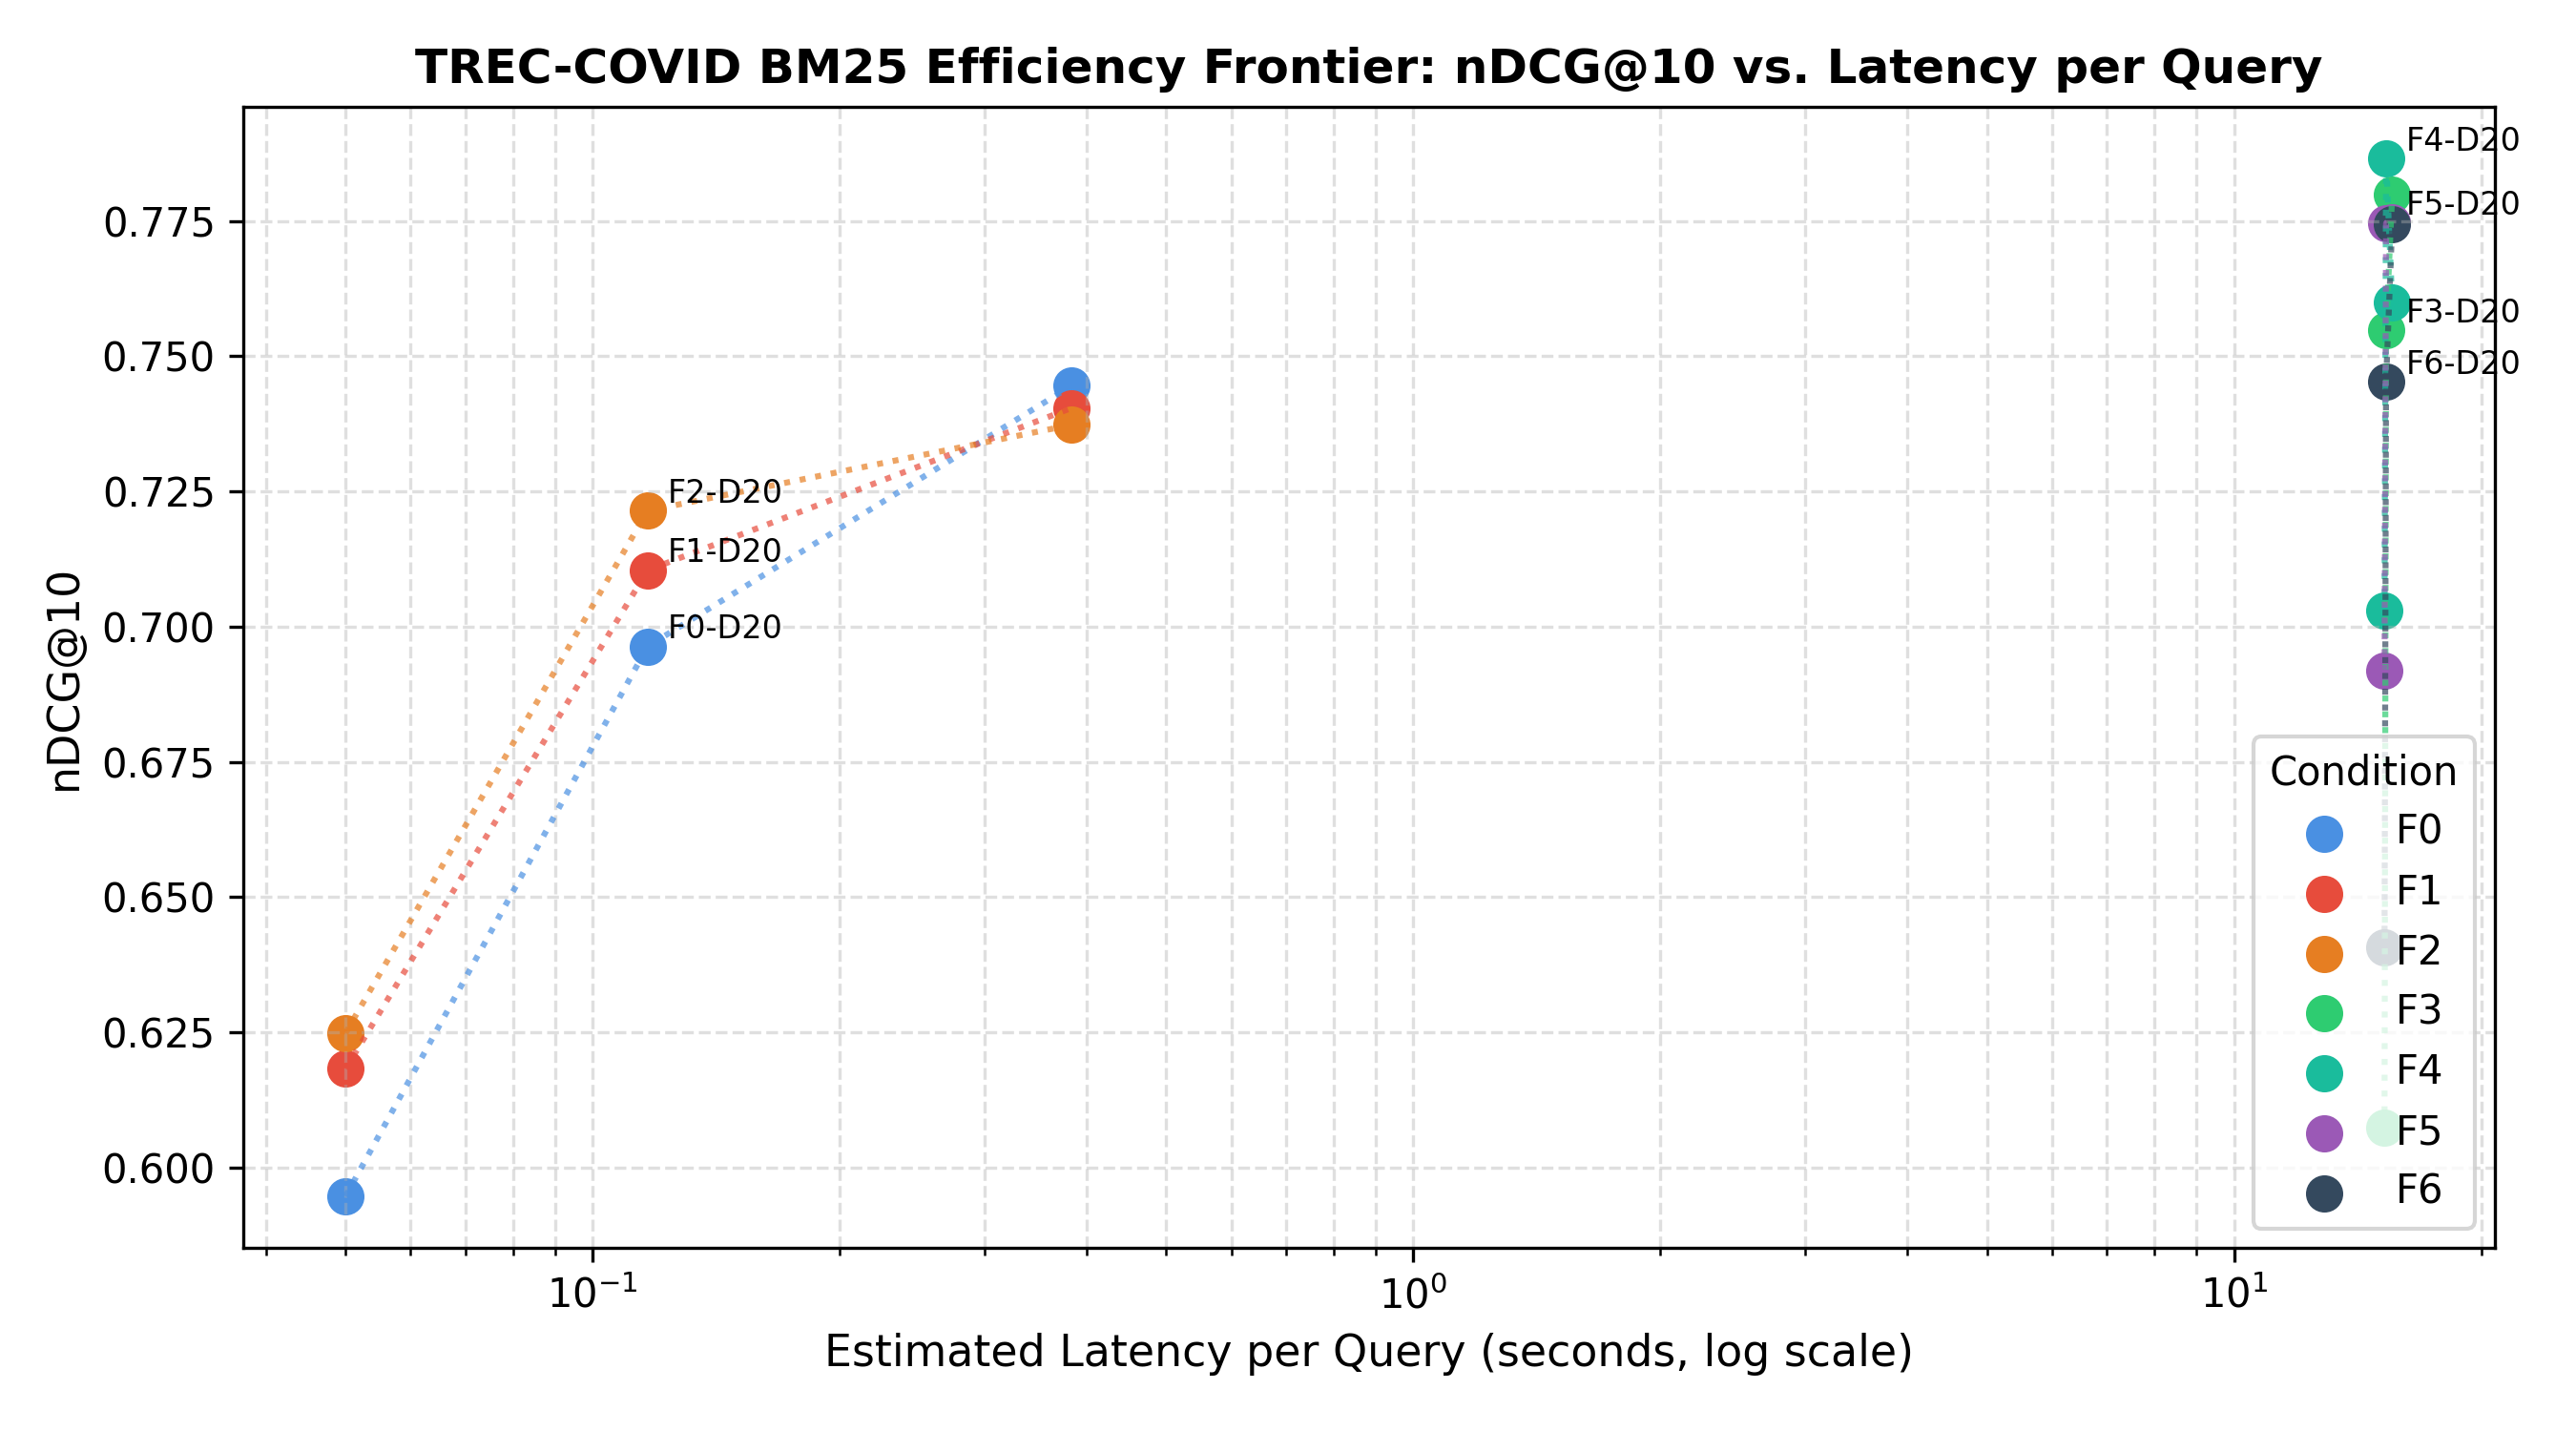 TREC-COVID BM25 Efficiency Frontier: nDCG@10 vs. Latency per Query
F4-D20
F5-D20
F3-D20
F6-D20
F2-D20
F1-D20
F0-D20
nDCG@10
0.775
0.750
0.725
0.700
0.675
0.650
0.625
0.600
Condition
F0
F1
F2
F3
F4
F5
F6
10⁻¹
10⁰
10¹
Estimated Latency per Query (seconds, log scale)